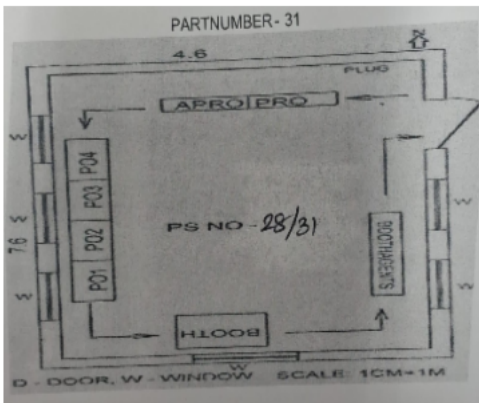 PARTNUMBER - 31
4.6
N
PLUG
APRO PRO
W
PO4
PO3
W
PS NO - 28/31
W
7.6
PO2
BOOTHAGENTS
PO1
W
W
BOOTH
W
D - DOOR, W - WINDOW SCALE: 1CM=1M